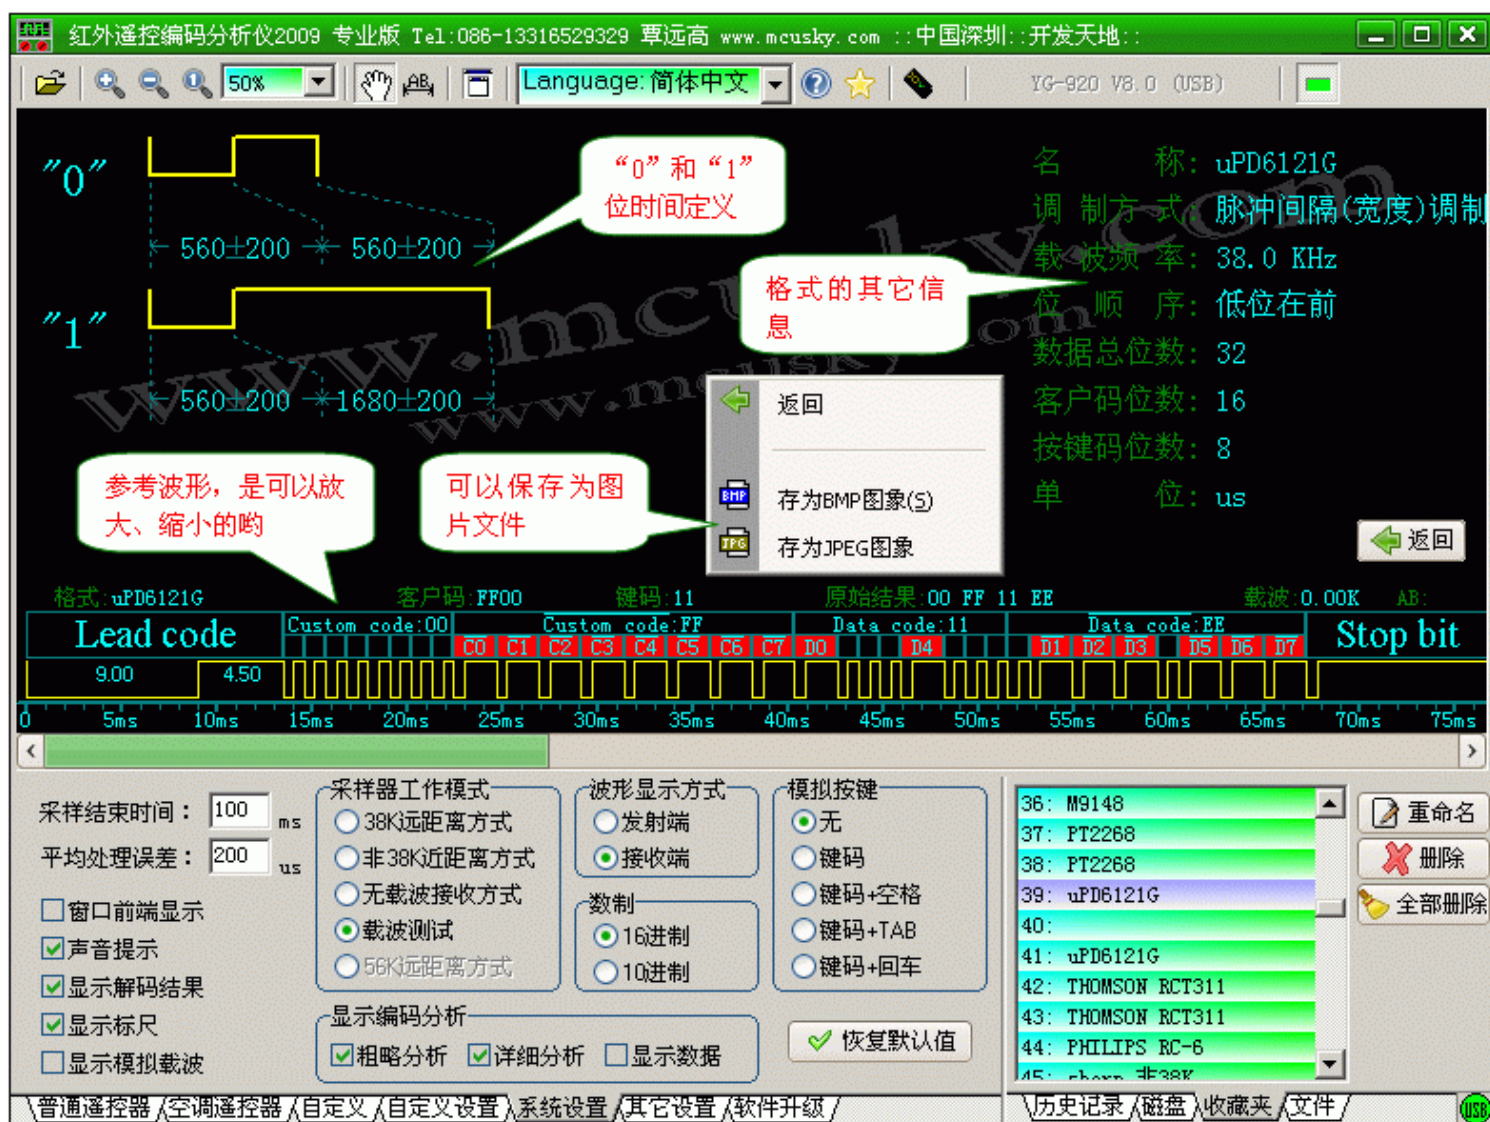 红外遥控编码分析仪2009 专业版 Tel:086-13316529329 覃远高 www.mcusky.com ::中国深圳::开发天地::
50%
AB
Language:简体中文
YG-920 V8.0 (USB)
"0"
560±200
560±200
"1"
560±200
1680±200
“0”和“1”
位时间定义
格式的其它信
息
www.mcusky.com
www.mcusky.com
名 称: uPD6121G
调 制方 式: 脉冲间隔(宽度)调制
载 波频 率: 38.0 KHz
位 顺 序: 低位在前
数据总位数: 32
客户码位数: 16
按键码位数: 8
单 位: us
返回
返回
BMP 存为BMP图象(S)
JPG 存为JPEG图象
参考波形，是可以放
大、缩小的哟
可以保存为图
片文件
格式:uPD6121G 客户码:FF00 键码:11 原始结果:00 FF 11 EE 载波:0.00K AB:
Lead code Custom code:00 Custom code:FF Data code:11 Data code:EE Stop bit
C0 C1 C2 C3 C4 C5 C6 C7 D0 D4 D1 D2 D3 D5 D6 D7
9.00 4.50
0 5ms 10ms 15ms 20ms 25ms 30ms 35ms 40ms 45ms 50ms 55ms 60ms 65ms 70ms 75ms
采样结束时间： 100 ms
平均处理误差： 200 us
窗口前端显示
声音提示
显示解码结果
显示标尺
显示模拟载波
采样器工作模式
38K远距离方式
非38K近距离方式
无载波接收方式
载波测试
56K远距离方式
波形显示方式
发射端
接收端
数制
16进制
10进制
模拟按键
无
键码
键码+空格
键码+TAB
键码+回车
显示编码分析
粗略分析 详细分析 显示数据
恢复默认值
36: M9148
37: PT2268
38: PT2268
39: uPD6121G
40:
41: uPD6121G
42: THOMSON RCT311
43: THOMSON RCT311
44: PHILIPS RC-6
45: sharp 非38K
重命名
删除
全部删除
普通遥控器 空调遥控器 自定义 自定义设置 系统设置 其它设置 软件升级
历史记录 磁盘 收藏夹 文件
USB